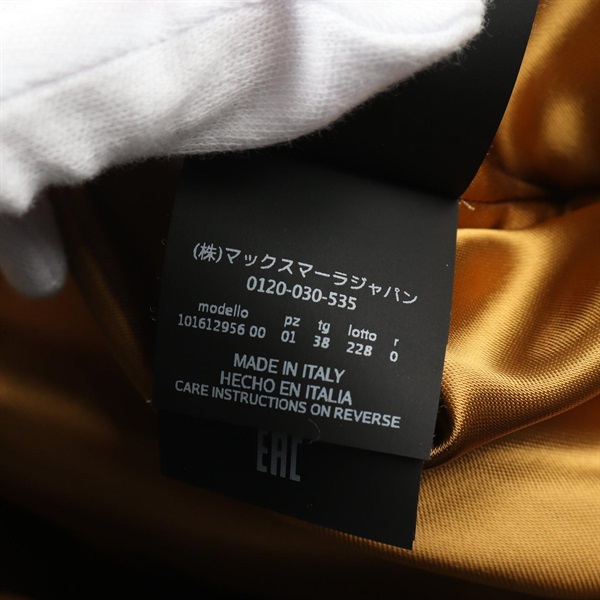 (株)マックスマーラジャパン
0120-030-535
modello pz tg lotto r
101612956 00 01 38 228 0
MADE IN ITALY
HECHO EN ITALIA
CARE INSTRUCTIONS ON REVERSE
EAC